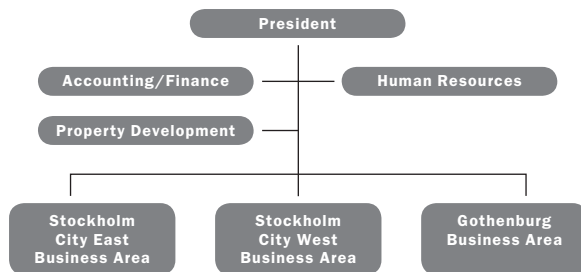 President
Accounting/Finance
Human Resources
Property Development
Stockholm
City East
Business Area
Stockholm
City West
Business Area
Gothenburg
Business Area